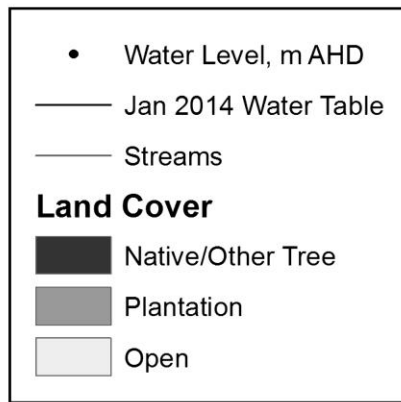 Water Level, m AHD
Jan 2014 Water Table
Streams
Land Cover
Native/Other Tree
Plantation
Open